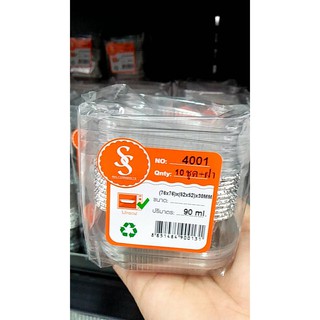 SS
NO: 4001
Qnty: 10 ชุด+ฝา
(76x76)x(52x52)x30MM
ขนาด:
ปริมาตร: 90 ml.